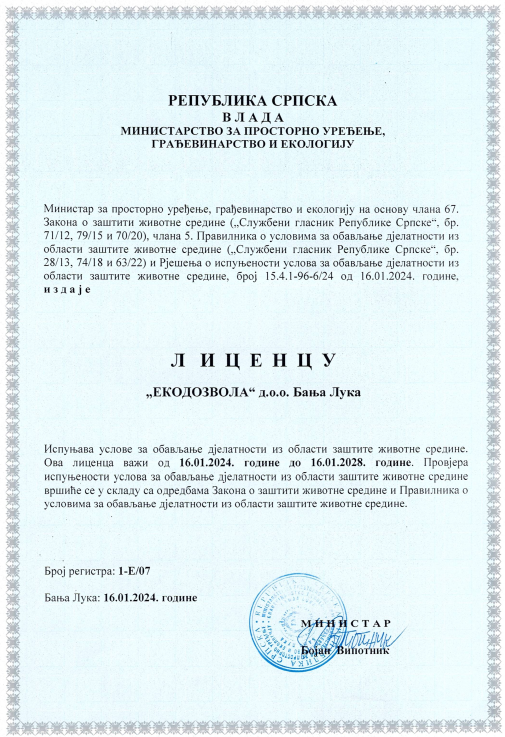 РЕПУБЛИКА СРПСКА
В Л А Д А
МИНИСТАРСТВО ЗА ПРОСТОРНО УРЕЂЕЊЕ,
ГРАЂЕВИНАРСТВО И ЕКОЛОГИЈУ
Министар за просторно уређење, грађевинарство и екологију на основу члана 67.
Закона о заштити животне средине („Службени гласник Републике Српске“, бр.
71/12, 79/15 и 70/20), члана 5. Правилника о условима за обављање дјелатности из
области заштите животне средине („Службени гласник Републике Српске“, бр.
28/13, 74/18 и 63/22) и Рјешења о испуњености услова за обављање дјелатности из
области заштите животне средине, број 15.4.1-96-6/24 од 16.01.2024. године,
и з д а ј е
Л И Ц Е Н Ц У
„ЕКОДОЗВОЛА“ д.о.о. Бања Лука
Испуњава услове за обављање дјелатности из области заштите животне средине.
Ова лиценца важи од 16.01.2024. године до 16.01.2028. године. Провјера
испуњености услова за обављање дјелатности из области заштите животне средине
вршиће се у складу са одредбама Закона о заштити животне средине и Правилника о
условима за обављање дјелатности из области заштите животне средине.
Број регистра: 1-Е/07
Бања Лука: 16.01.2024. године
М И Н И С Т А Р
Бојан Випотник